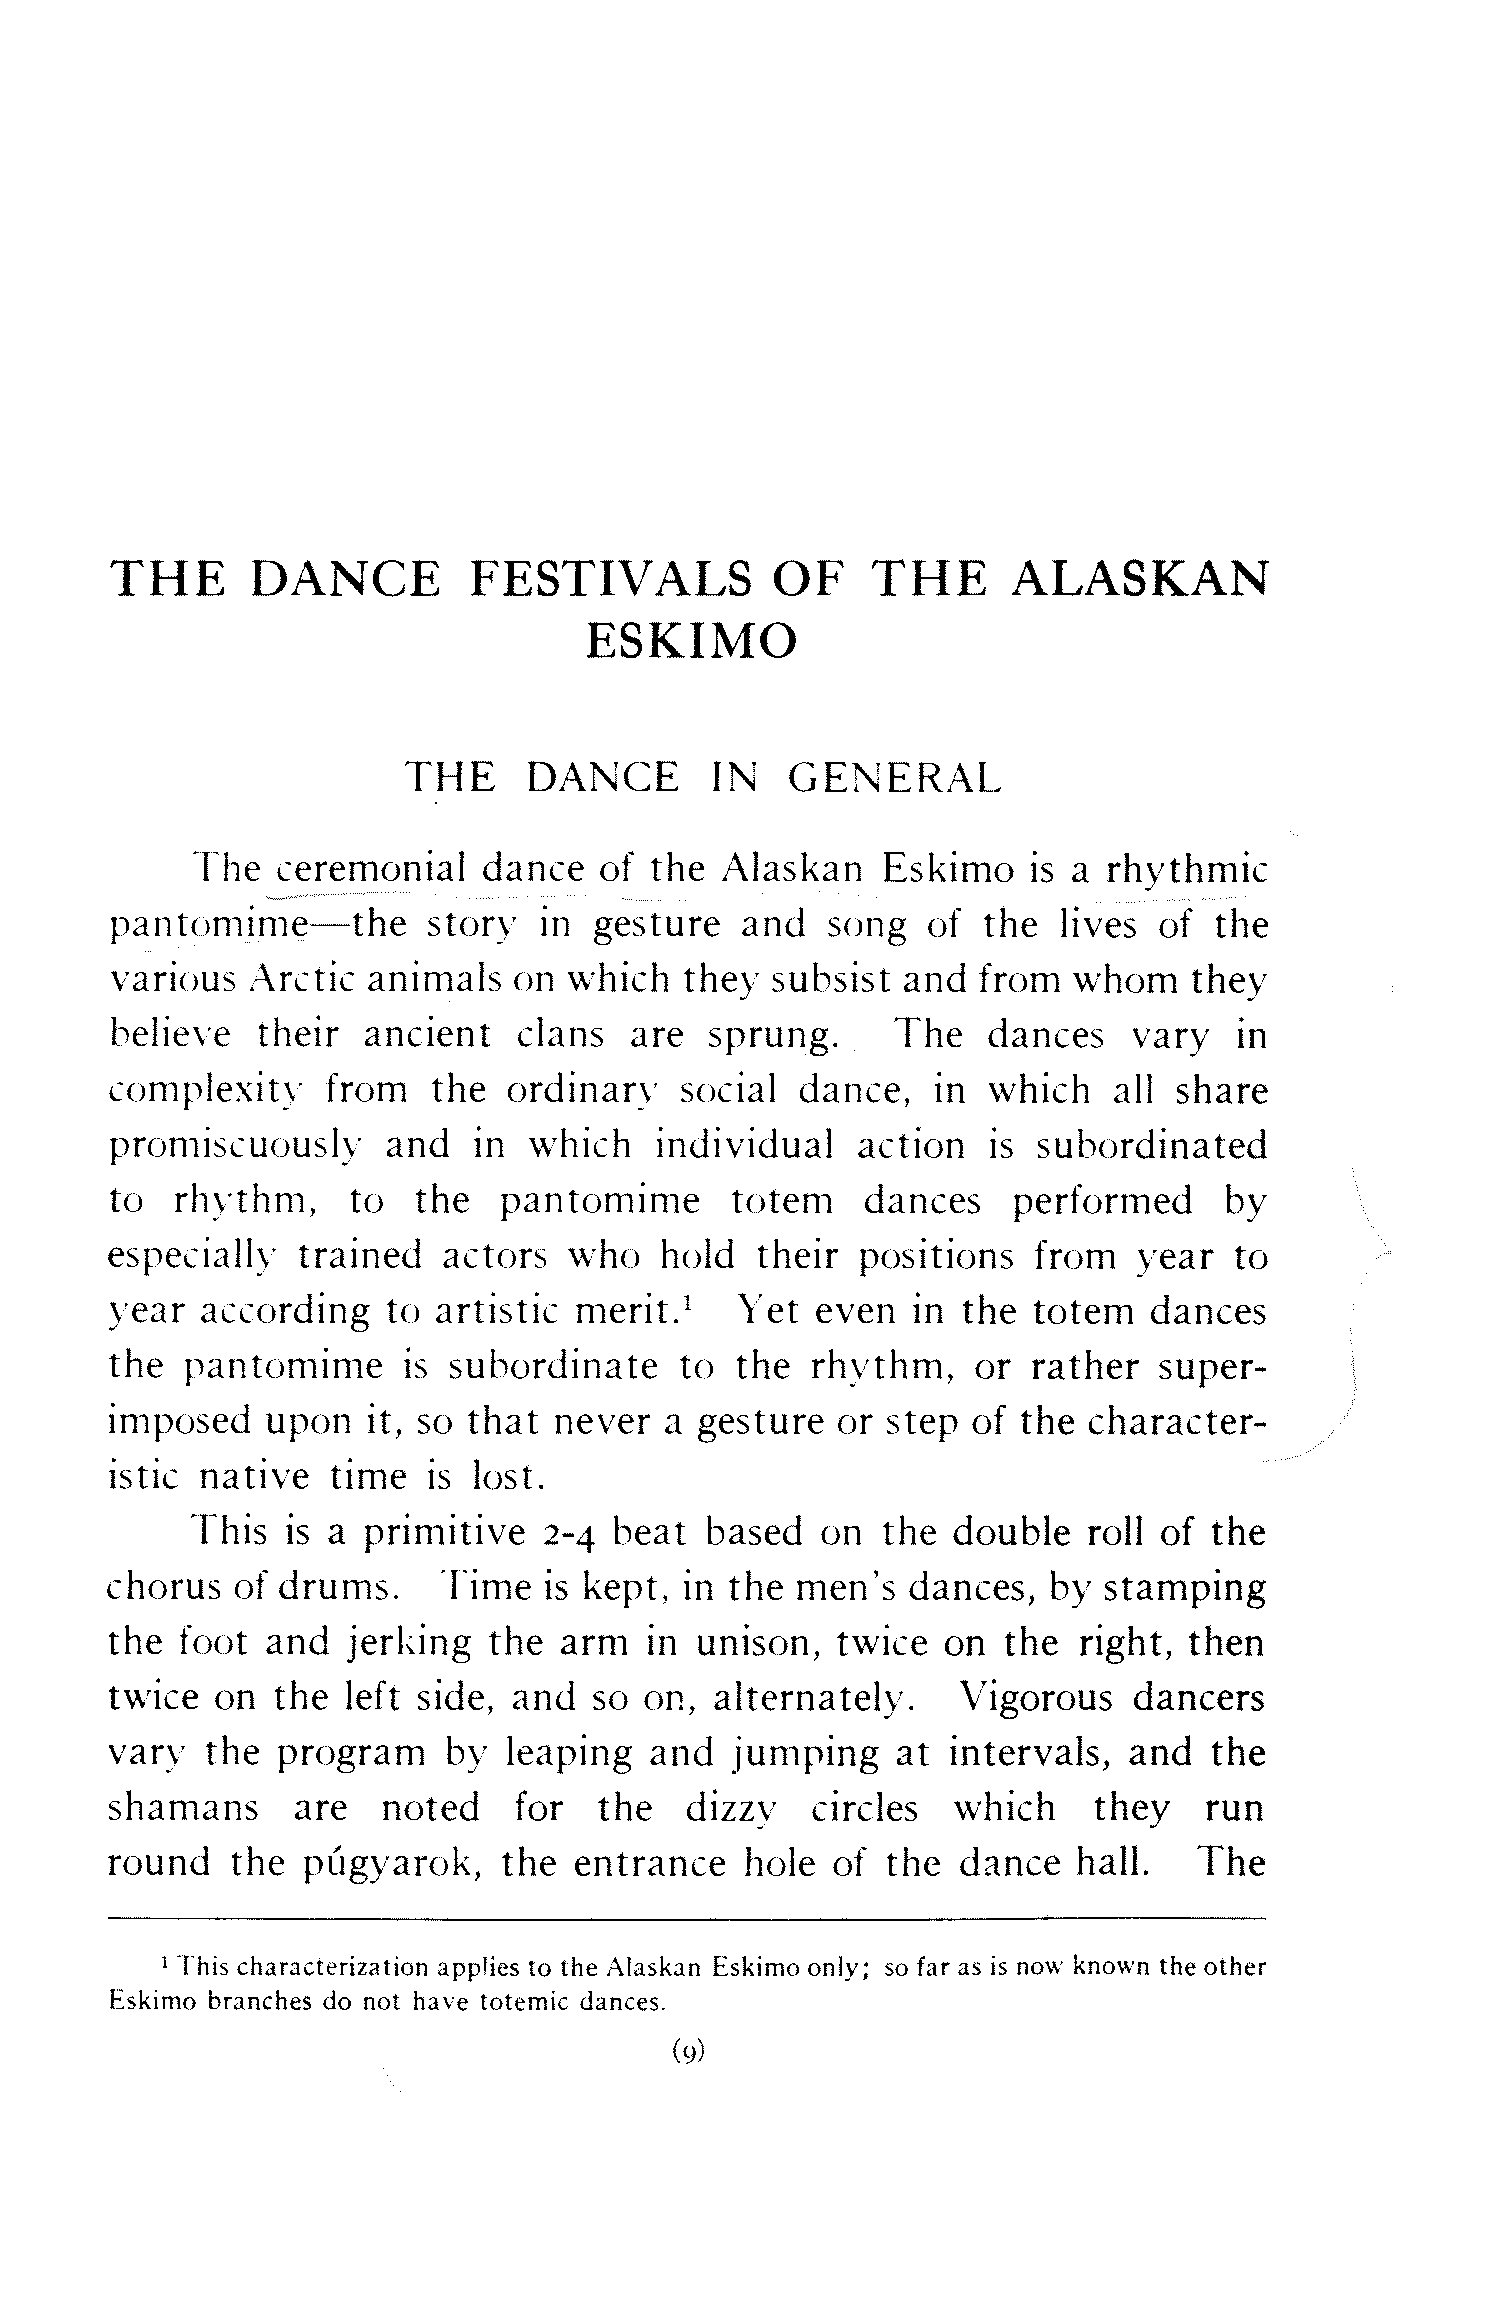 THE DANCE FESTIVALS OF THE ALASKAN
ESKIMO
THE DANCE IN GENERAL
The ceremonial dance of the Alaskan Eskimo is a rhythmic
pantomime—the story in gesture and song of the lives of the
various Arctic animals on which they subsist and from whom they
believe their ancient clans are sprung. The dances vary in
complexity from the ordinary social dance, in which all share
promiscuously and in which individual action is subordinated
to rhythm, to the pantomime totem dances performed by
especially trained actors who hold their positions from year to
year according to artistic merit.¹ Yet even in the totem dances
the pantomime is subordinate to the rhythm, or rather super-
imposed upon it, so that never a gesture or step of the character-
istic native time is lost.
This is a primitive 2-4 beat based on the double roll of the
chorus of drums. Time is kept, in the men's dances, by stamping
the foot and jerking the arm in unison, twice on the right, then
twice on the left side, and so on, alternately. Vigorous dancers
vary the program by leaping and jumping at intervals, and the
shamans are noted for the dizzy circles which they run
round the púgyarok, the entrance hole of the dance hall. The
¹ This characterization applies to the Alaskan Eskimo only; so far as is now known the other
Eskimo branches do not have totemic dances.
(9)